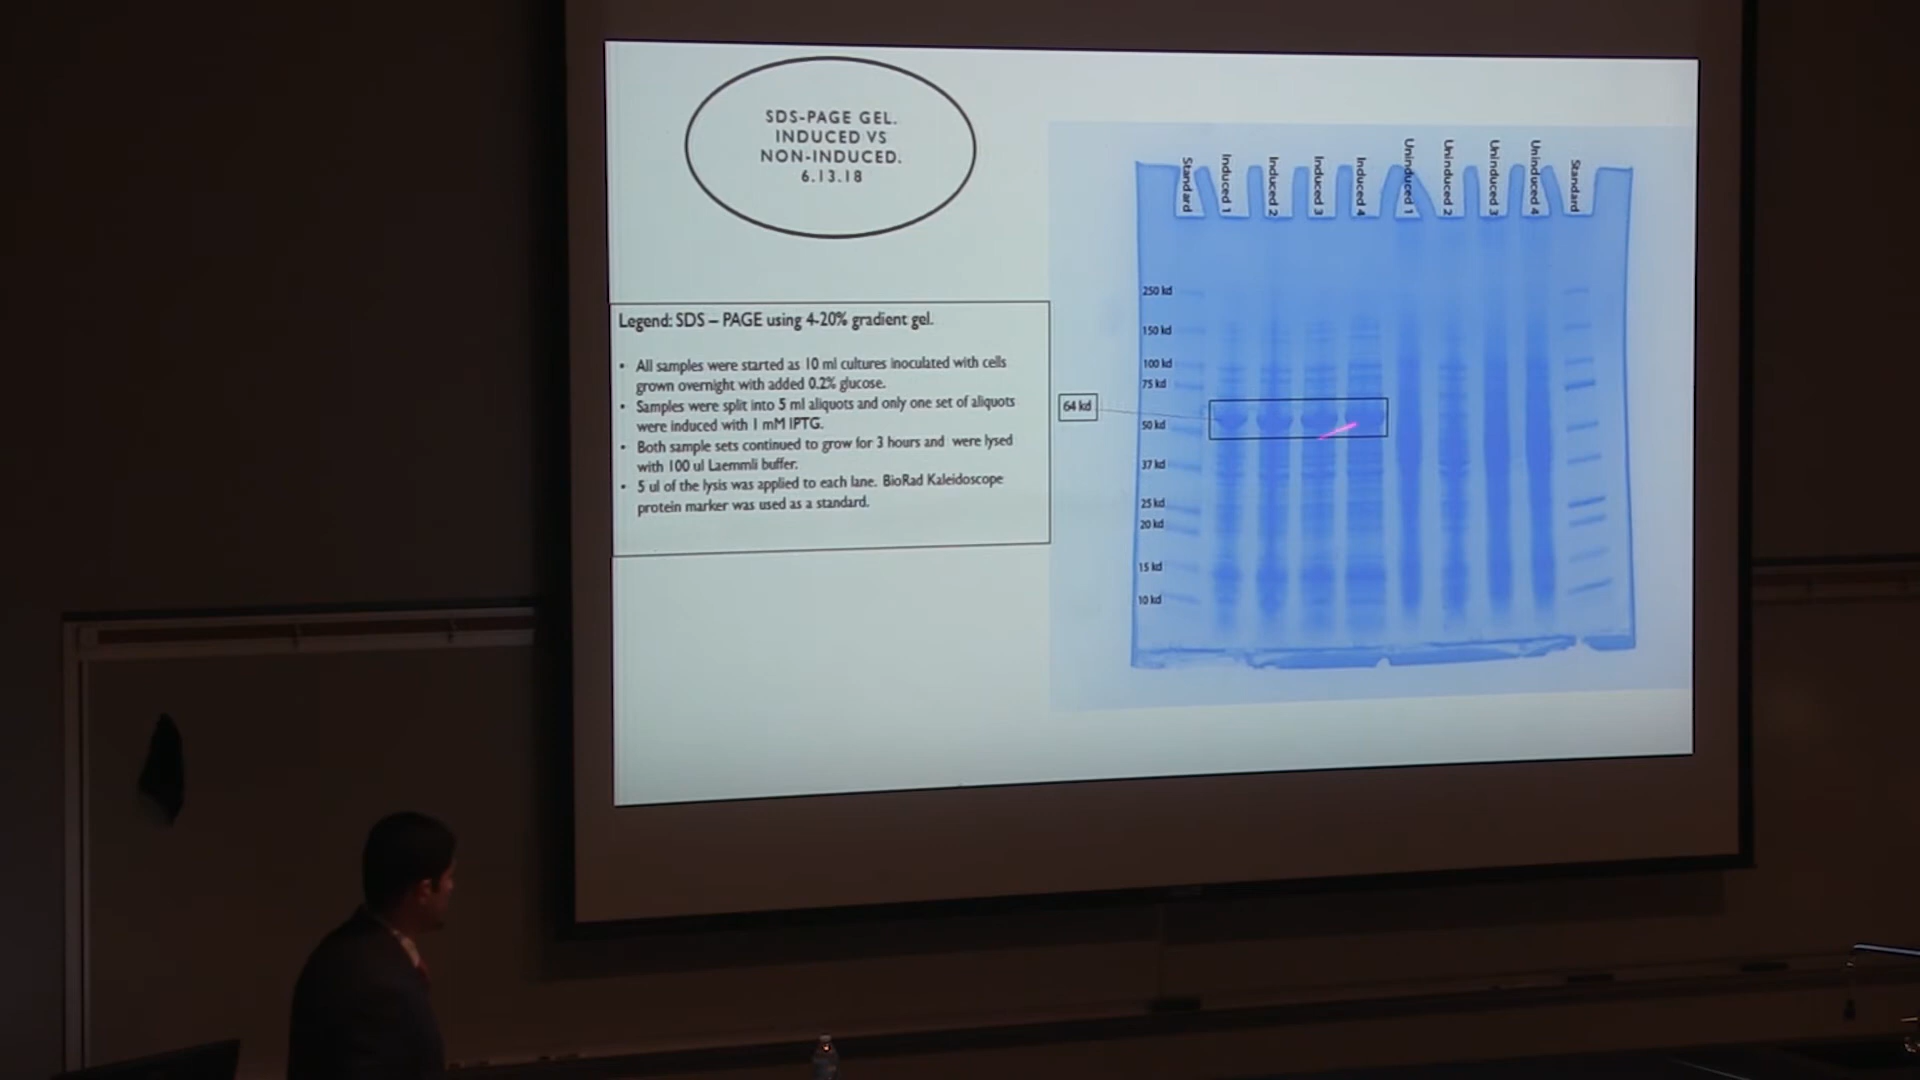 SDS-PAGE GEL.
INDUCED VS
NON-INDUCED.
6.13.18
Legend: SDS – PAGE using 4-20% gradient gel.
• All samples were started as 10 ml cultures inoculated with cells
grown overnight with added 0.2% glucose.
• Samples were split into 5 ml aliquots and only one set of aliquots
were induced with 1 mM IPTG.
• Both sample sets continued to grow for 3 hours and were lysed
with 100 ul Laemmli buffer.
• 5 ul of the lysis was applied to each lane. BioRad Kaleidoscope
protein marker was used as a standard.
Standard
Induced 1
Induced 2
Induced 3
Induced 4
Uninduced 1
Uninduced 2
Uninduced 3
Uninduced 4
Standard
250 kd
150 kd
100 kd
75 kd
64 kd
50 kd
37 kd
25 kd
20 kd
15 kd
10 kd